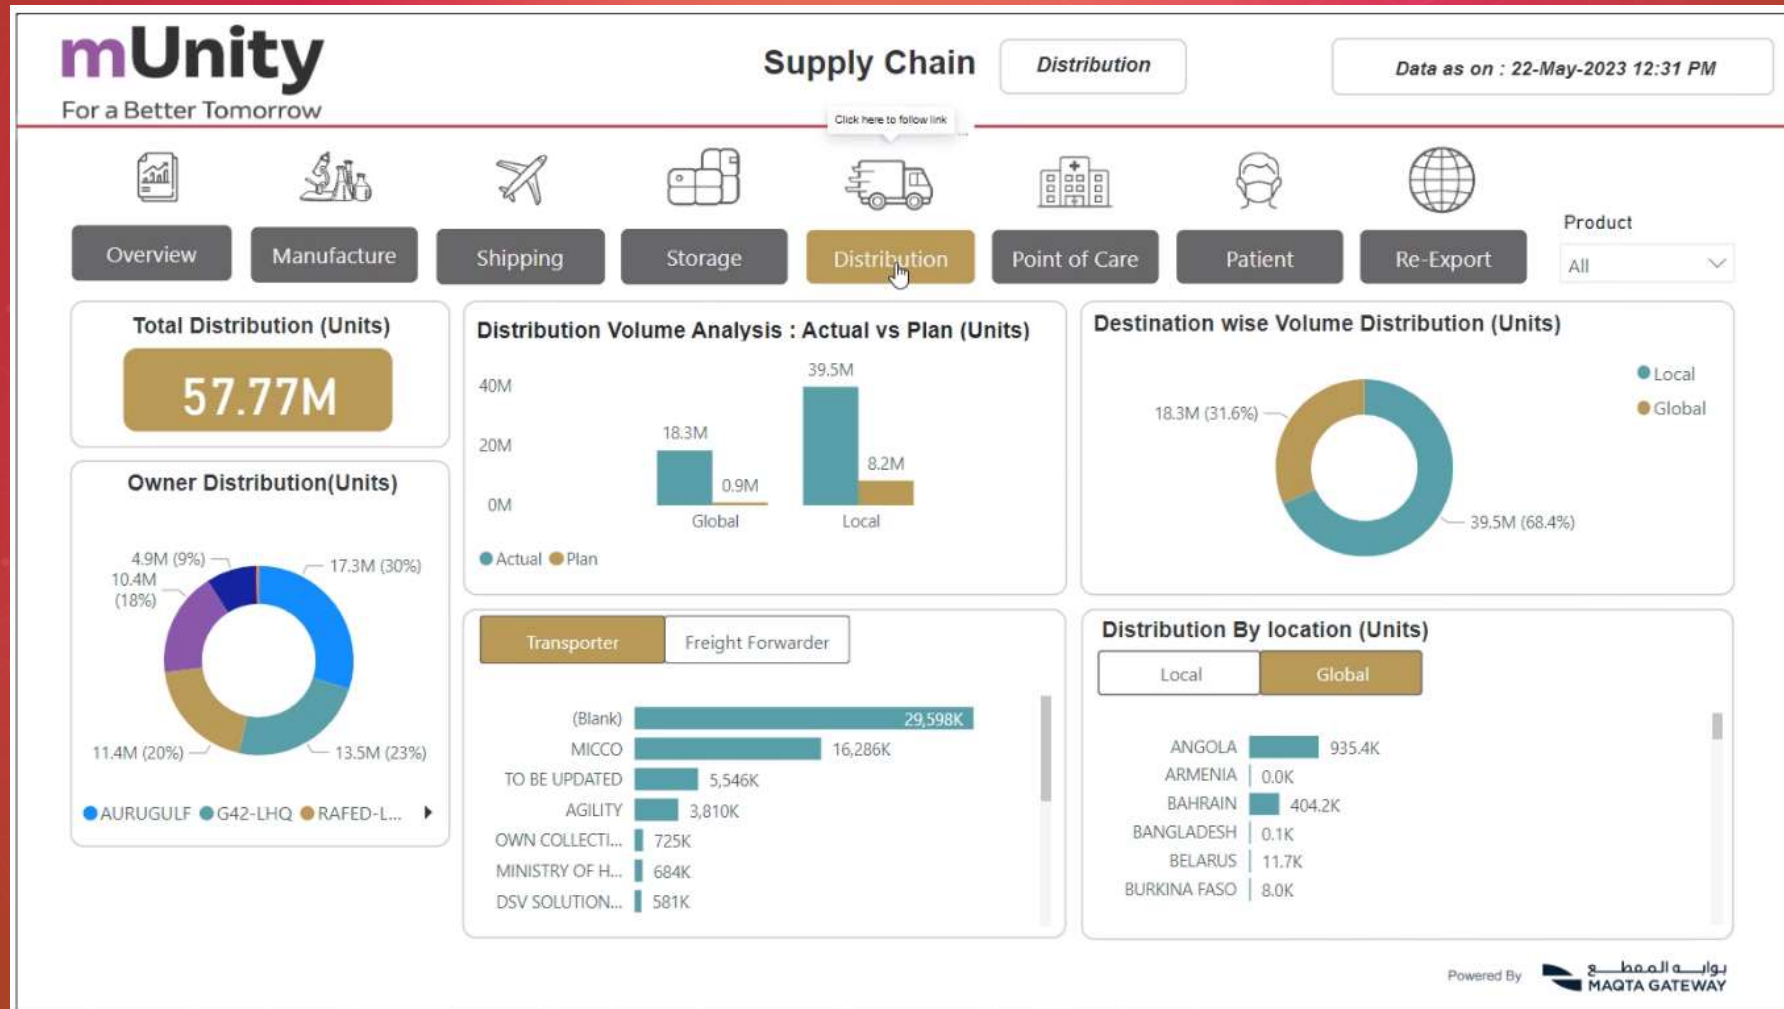 mUnity
For a Better Tomorrow
Supply Chain
Distribution
Data as on : 22-May-2023 12:31 PM
Click here to follow link
...
Overview
Manufacture
Shipping
Storage
Distribution
Point of Care
Patient
Re-Export
Product
All
Total Distribution (Units)
57.77M
Owner Distribution(Units)
4.9M (9%)
10.4M
(18%)
17.3M (30%)
11.4M (20%)
13.5M (23%)
AURUGULF G42-LHQ RAFED-L...
Distribution Volume Analysis : Actual vs Plan (Units)
40M
20M
0M
18.3M
0.9M
39.5M
8.2M
Global
Local
Actual Plan
Destination wise Volume Distribution (Units)
18.3M (31.6%)
39.5M (68.4%)
Local
Global
Transporter
Freight Forwarder
(Blank) 29,598K
MICCO 16,286K
TO BE UPDATED 5,546K
AGILITY 3,810K
OWN COLLECTI... 725K
MINISTRY OF H... 684K
DSV SOLUTION... 581K
Distribution By location (Units)
Local
Global
ANGOLA 935.4K
ARMENIA 0.0K
BAHRAIN 404.2K
BANGLADESH 0.1K
BELARUS 11.7K
BURKINA FASO 8.0K
Powered By
بوابة المقطع
MAQTA GATEWAY